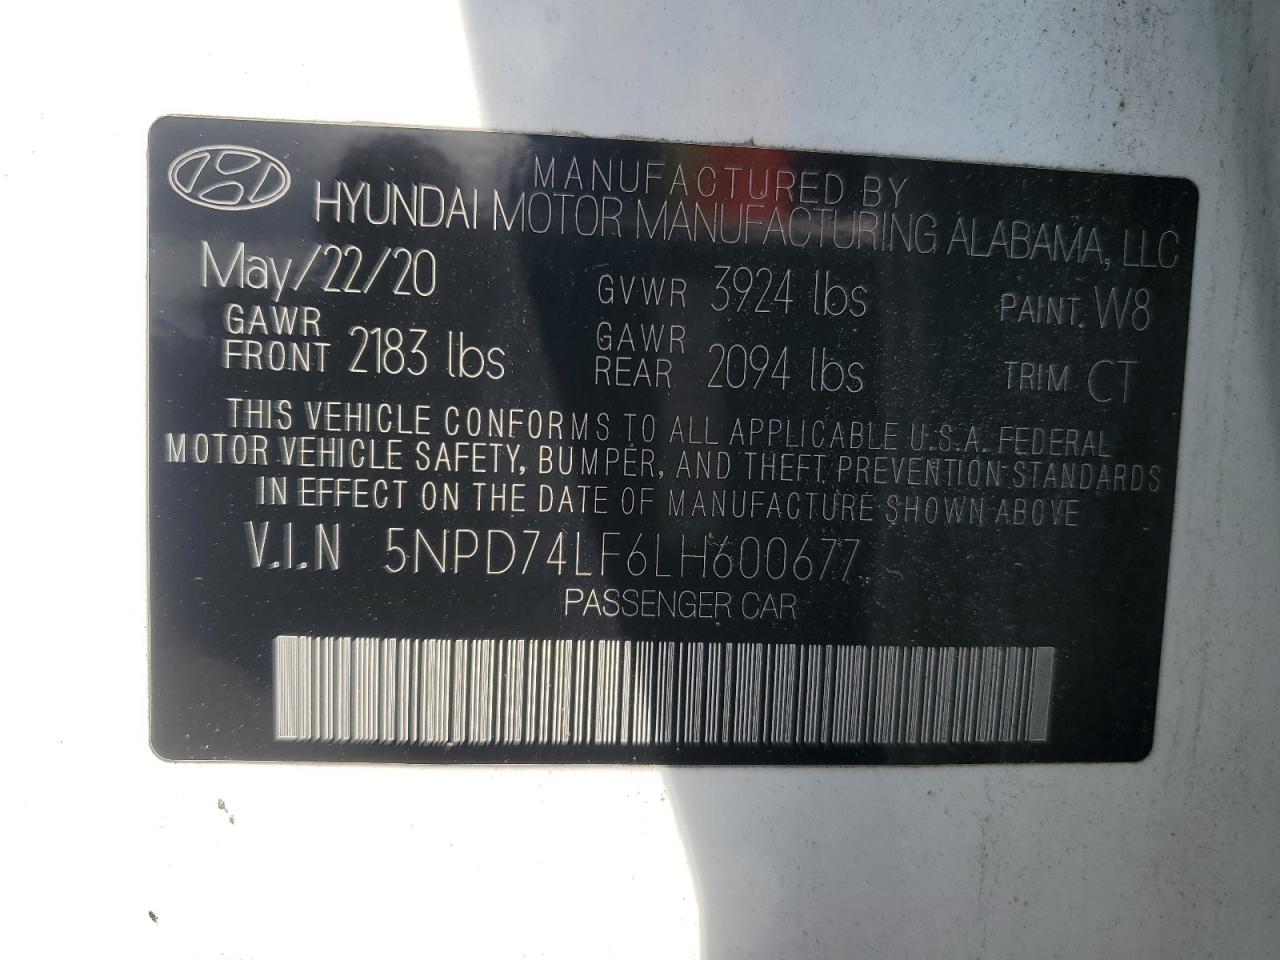 MANUFACTURED BY
HYUNDAI MOTOR MANUFACTURING ALABAMA, LLC
May/22/20 GVWR 3924 lbs PAINT. W8
GAWR FRONT 2183 lbs GAWR REAR 2094 lbs TRIM CT
THIS VEHICLE CONFORMS TO ALL APPLICABLE U.S.A. FEDERAL
MOTOR VEHICLE SAFETY, BUMPER, AND THEFT PREVENTION STANDARDS
IN EFFECT ON THE DATE OF MANUFACTURE SHOWN ABOVE
V.I.N 5NPD74LF6LH600677
PASSENGER CAR